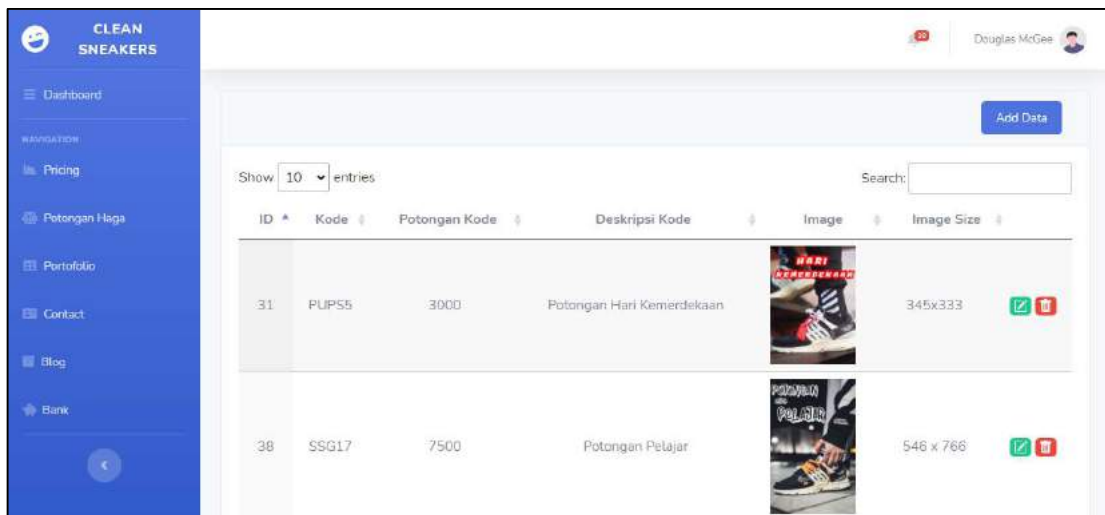 CLEAN
SNEAKERS
Douglas McGee
Dashboard
Add Data
NAVIGATION
Pricing
Show 10 entries
Search:
Potongan Haga
ID Kode Potongan Kode Deskripsi Kode Image Image Size
Portofolio
HARI
KEMERDEKAAN
31 PUPS5 3000 Potongan Hari Kemerdekaan 345x333
Contact
Blog
Bank
POTONGAN
PELAJAR
38 SSG17 7500 Potongan Pelajar 546 x 766